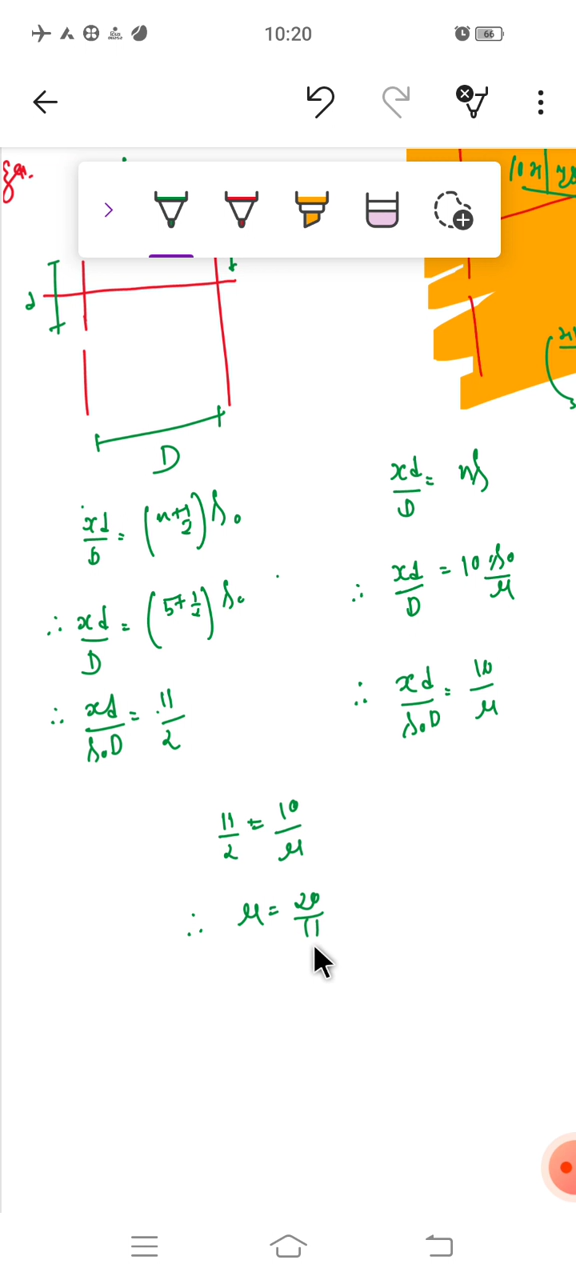 10:20
66
d
D
xd/D = (n+1/2) λ₀
∴ xd/D = (5+1/2) λ₀
∴ xd/λ₀D = 11/2
xd/D = nλ
∴ xd/D = 10 λ₀/μ
∴ xd/λ₀D = 10/μ
11/2 = 10/μ
∴ μ = 20/11